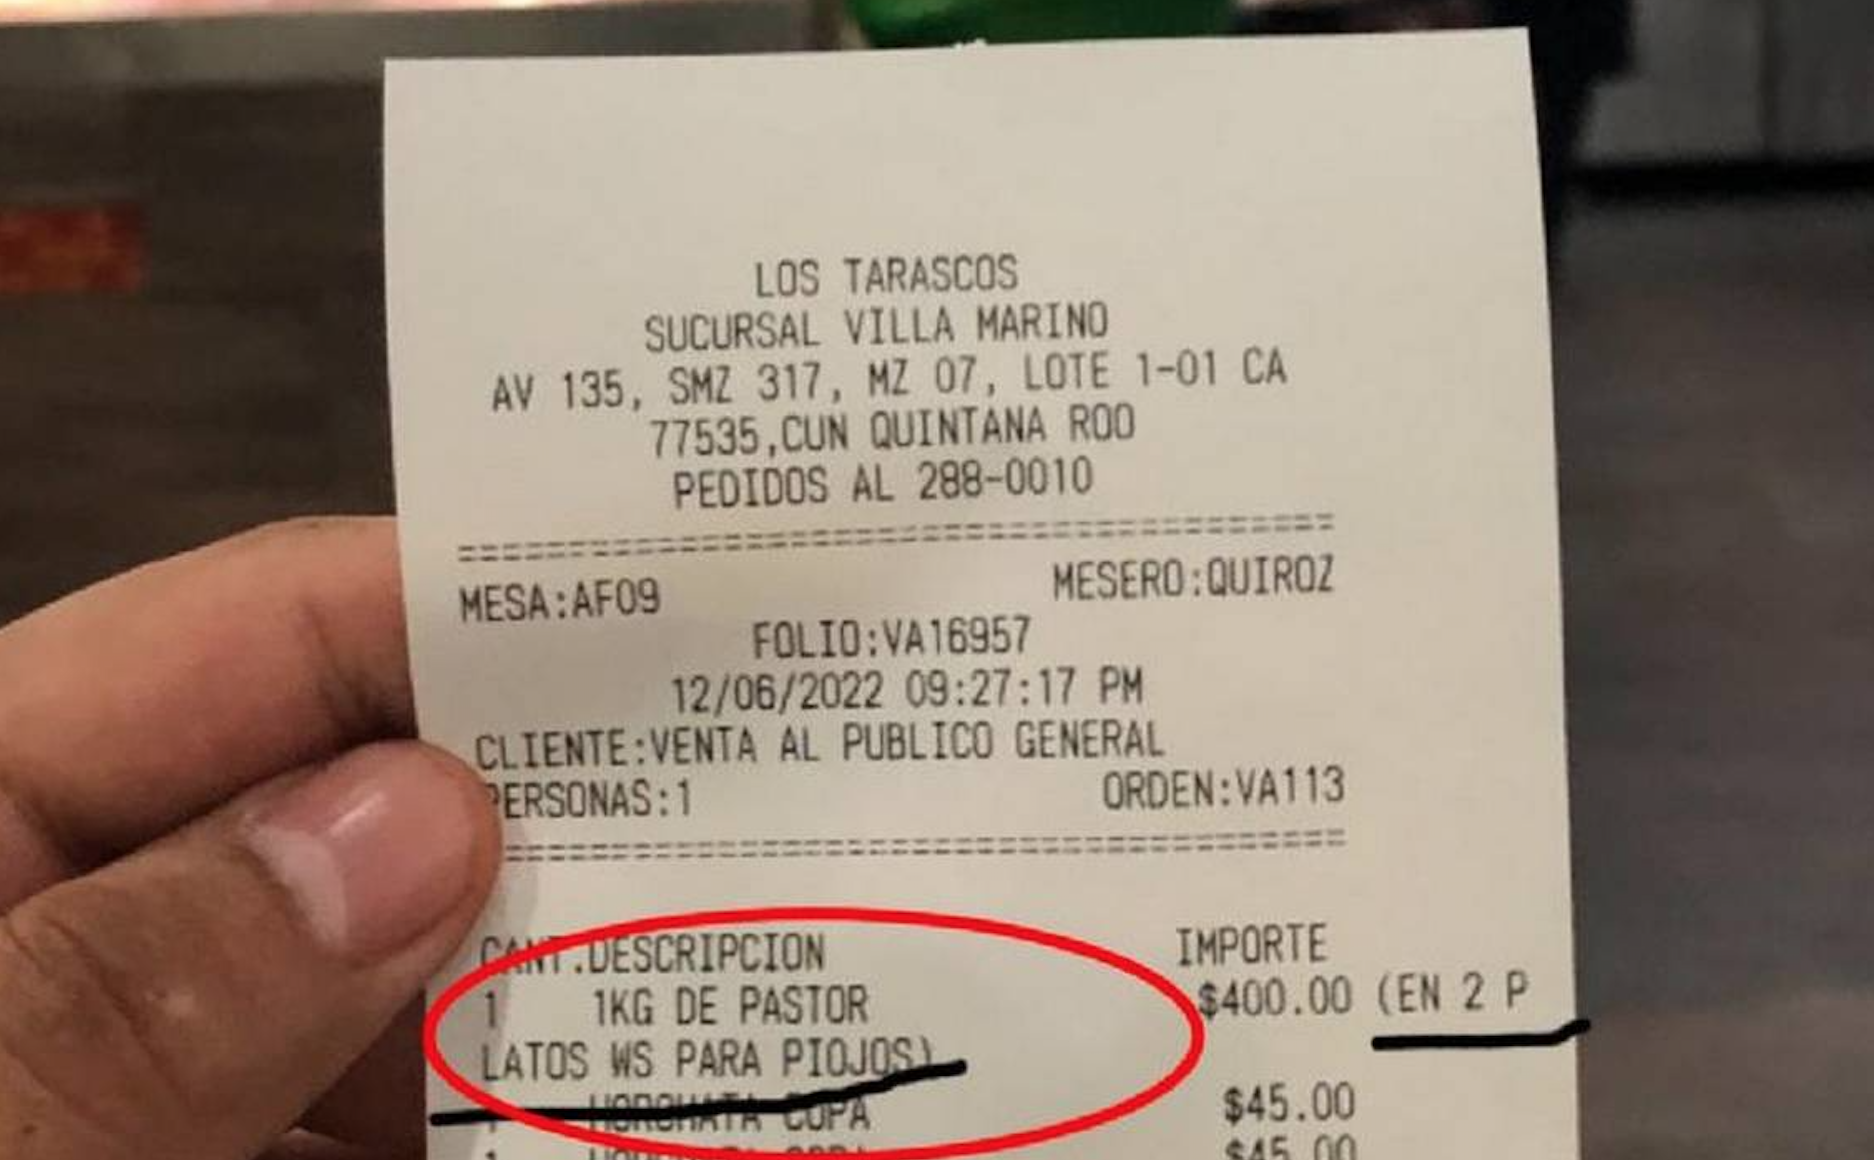 LOS TARASCOS
SUCURSAL VILLA MARINO
AV 135, SMZ 317, MZ 07, LOTE 1-01 CA
77535,CUN QUINTANA ROO
PEDIDOS AL 288-0010
MESA:AF09 MESERO:QUIROZ
FOLIO:VA16957
12/06/2022 09:27:17 PM
CLIENTE:VENTA AL PUBLICO GENERAL
PERSONAS:1 ORDEN:VA113
CANT.DESCRIPCION IMPORTE
1 1KG DE PASTOR $400.00 (EN 2 P
LATOS WS PARA PIOJOS)
1 HORCHATA COPA $45.00
1 $45.00